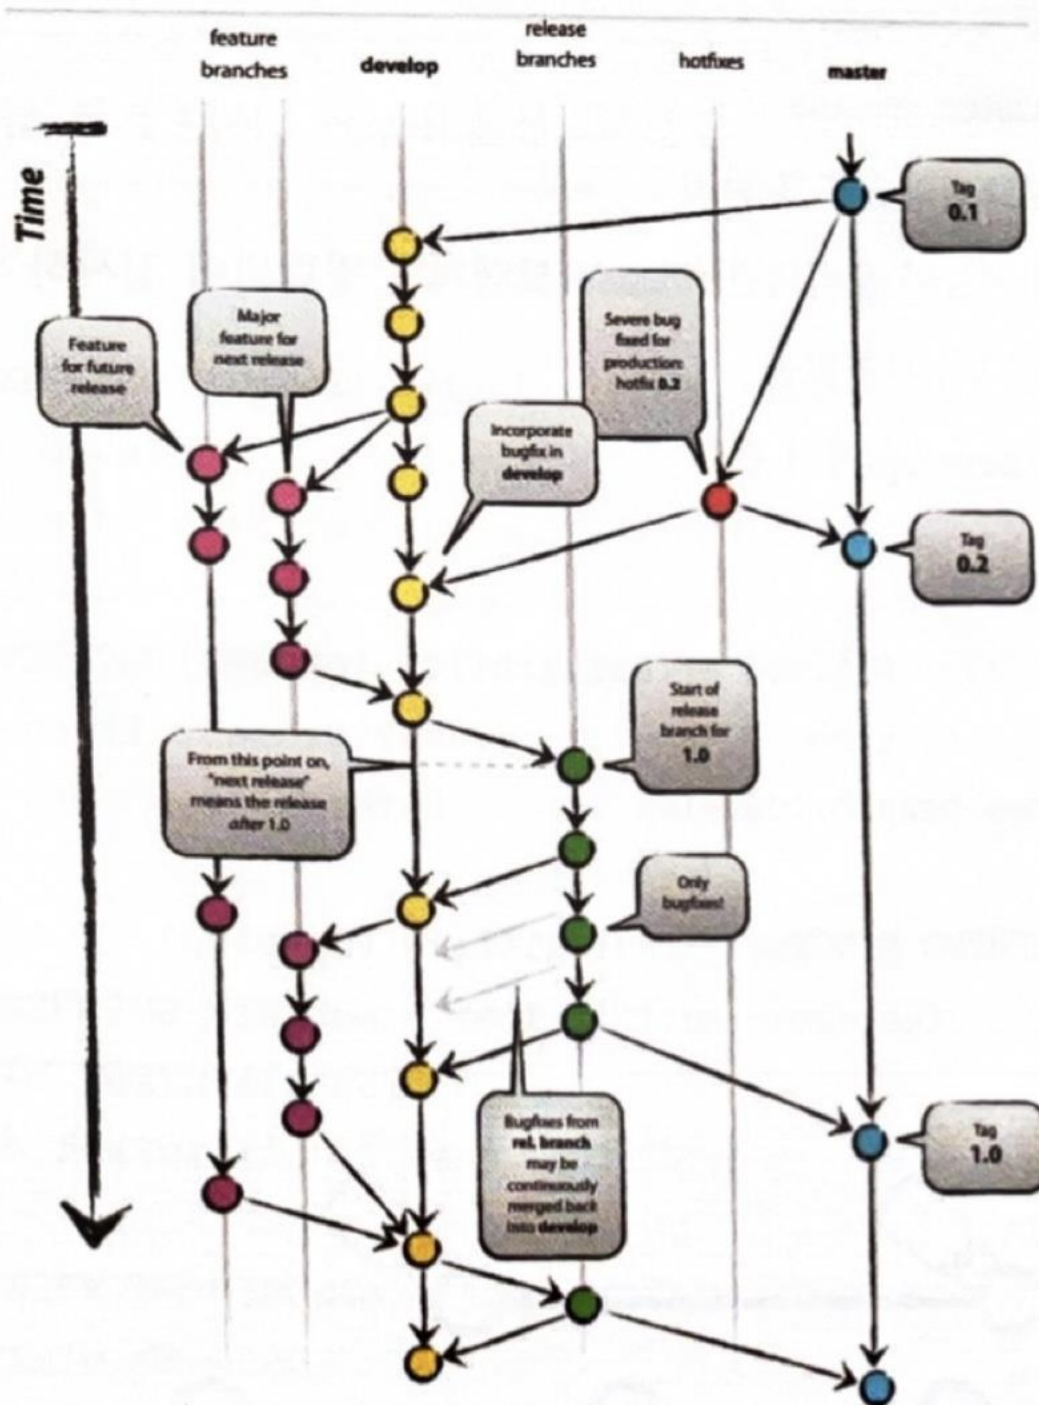 feature
branches
develop
release
branches
hotfixes
master
Time
Tag
0.1
Major
feature for
next release
Feature
for future
release
Severe bug
fixed for
production:
hotfix 0.2
Incorporate
bugfix in
develop
Tag
0.2
Start of
release
branch for
1.0
From this point on,
"next release"
means the release
after 1.0
Only
bugfixes!
Bugfixes from
rel. branch
may be
continuously
merged back
into develop
Tag
1.0